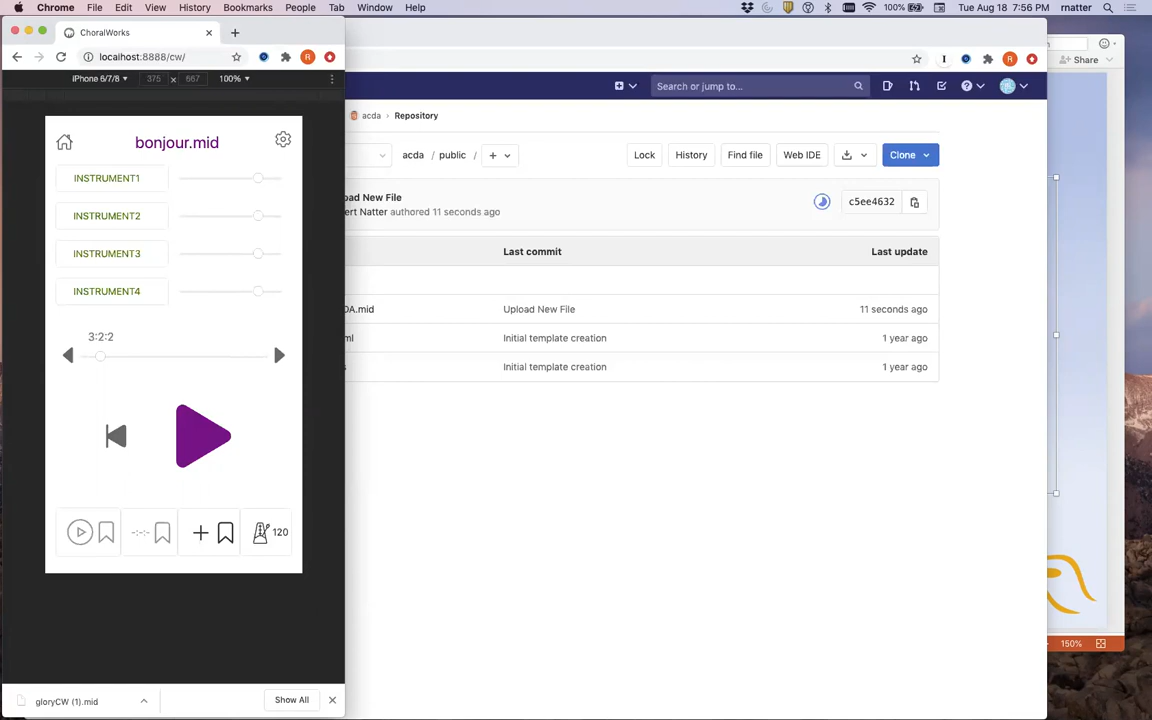 Chrome File Edit View History Bookmarks People Tab Window Help
100% Tue Aug 18 7:56 PM rnatter
ChoralWorks
localhost:8888/cw/ R
iPhone 6/7/8 375 × 667 100%
bonjour.mid
INSTRUMENT1
INSTRUMENT2
INSTRUMENT3
INSTRUMENT4
3:2:2
-:-:- 120
gloryCW (1).mid Show All
I R
Search or jump to...
acda › Repository
acda / public / Lock History Find file Web IDE Clone
oad New File
ert Natter authored 11 seconds ago c5ee4632
Last commit Last update
DA.mid Upload New File 11 seconds ago
ml Initial template creation 1 year ago
s Initial template creation 1 year ago
Share
150%